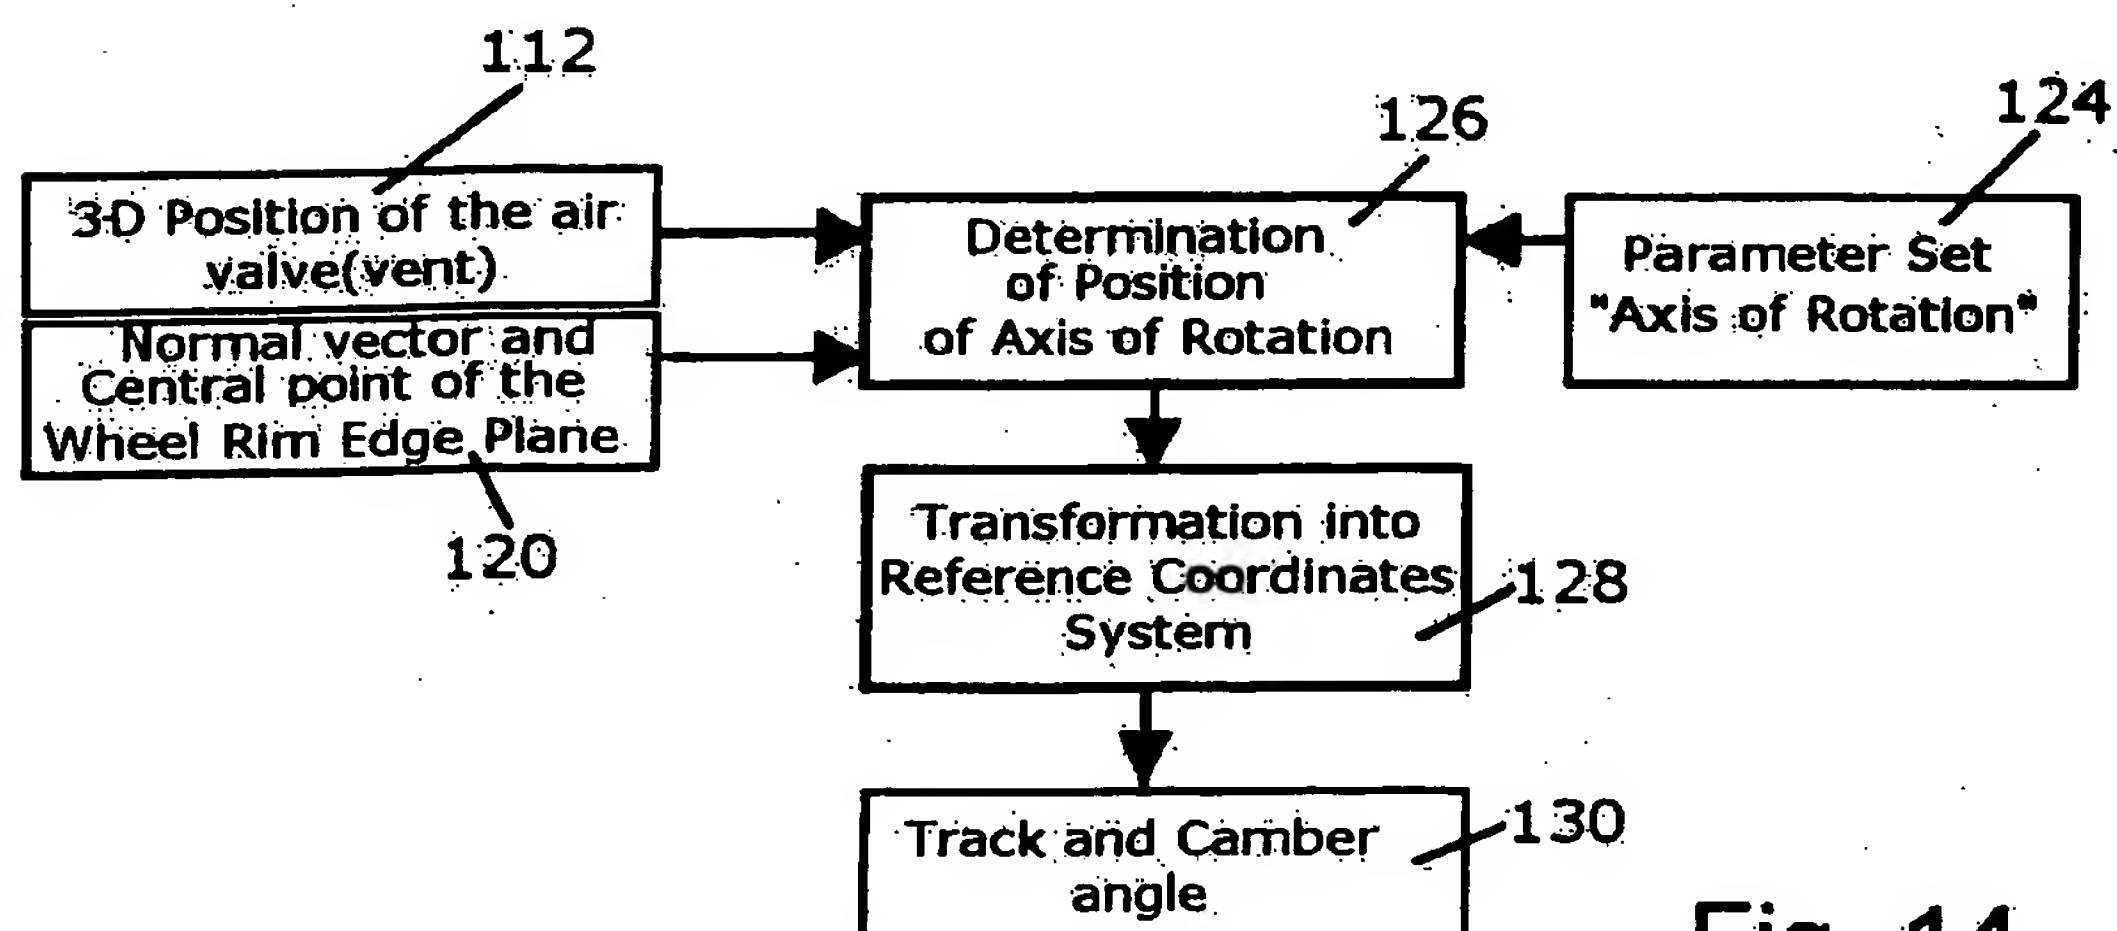 112
126
124
3-D Position of the air
valve(vent)
Normal vector and
Central point of the
Wheel Rim Edge Plane
120
Determination
of Position
of Axis of Rotation
Parameter Set
"Axis of Rotation"
Transformation into
Reference Coordinates
System
128
Track and Camber
angle
130
Fig. 14